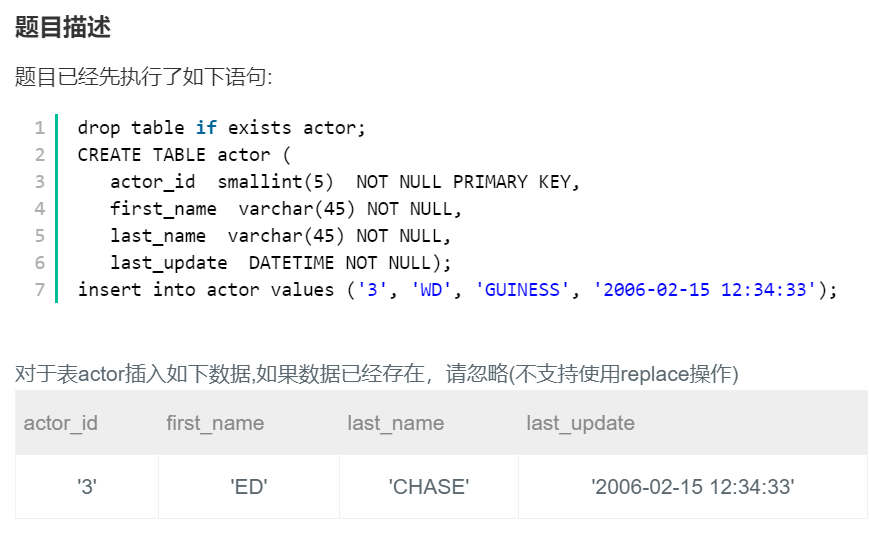 题目描述
题目已经先执行了如下语句:
1 drop table if exists actor;
2 CREATE TABLE actor (
3 actor_id smallint(5) NOT NULL PRIMARY KEY,
4 first_name varchar(45) NOT NULL,
5 last_name varchar(45) NOT NULL,
6 last_update DATETIME NOT NULL);
7 insert into actor values ('3', 'WD', 'GUINESS', '2006-02-15 12:34:33');
对于表actor插入如下数据,如果数据已经存在，请忽略(不支持使用replace操作)
actor_id first_name last_name last_update
'3' 'ED' 'CHASE' '2006-02-15 12:34:33'